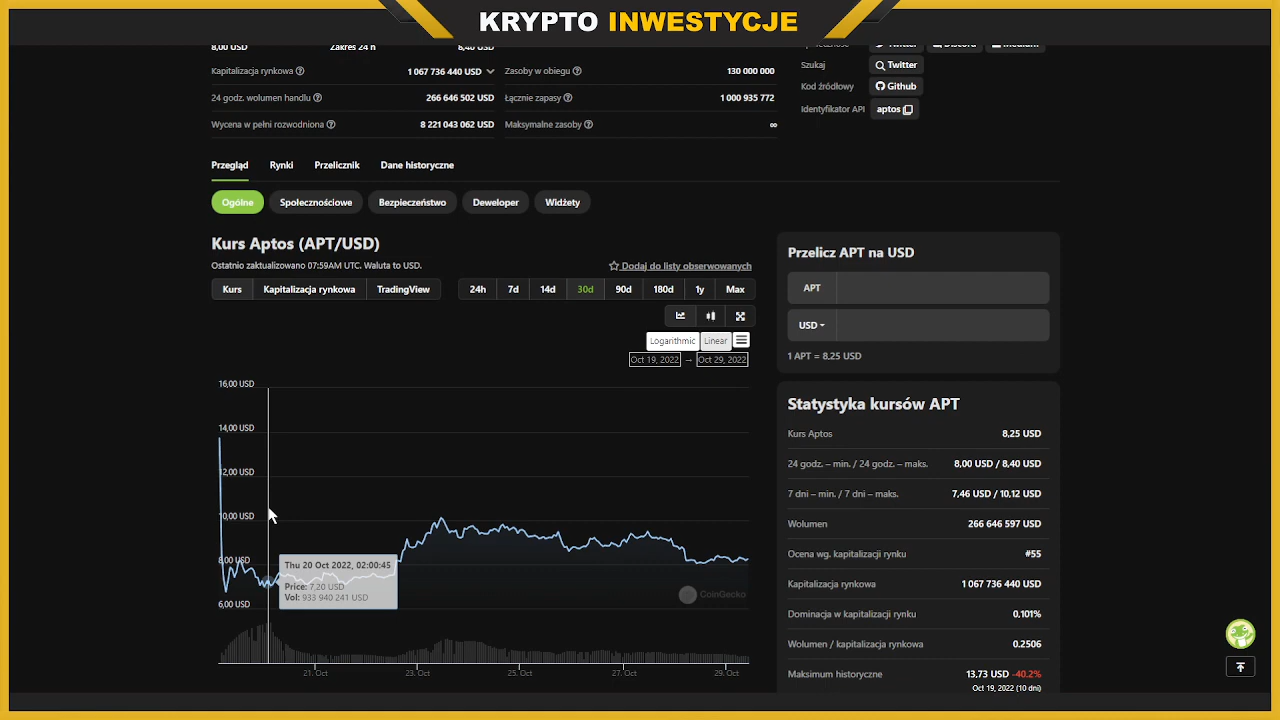 KRYPTO INWESTYCJE
8,00 USD Zakres 24 h 8,40 USD
Kapitalizacja rynkowa 1 067 736 440 USD Zasoby w obiegu 130 000 000
24 godz. wolumen handlu 266 646 502 USD Łącznie zapasy 1 000 935 772
Wycena w pełni rozwodniona 8 221 043 062 USD Maksymalne zasoby ∞
Twitter Discord Medium
Szukaj Twitter
Kod źródłowy Github
Identyfikator API aptos
Przegląd Rynki Przelicznik Dane historyczne
Ogólne Społecznościowe Bezpieczeństwo Deweloper Widżety
Kurs Aptos (APT/USD)
Ostatnio zaktualizowano 07:59AM UTC. Waluta to USD.
Dodaj do listy obserwowanych
Kurs Kapitalizacja rynkowa TradingView 24h 7d 14d 30d 90d 180d 1y Max
Logarithmic Linear
Oct 19, 2022 → Oct 29, 2022
16,00 USD
14,00 USD
12,00 USD
10,00 USD
8,00 USD
6,00 USD
Thu 20 Oct 2022, 02:00:45
Price: 7,20 USD
Vol: 933 940 241 USD
CoinGecko
21. Oct 23. Oct 25. Oct 27. Oct 29. Oct
Przelicz APT na USD
APT
USD
1 APT = 8,25 USD
Statystyka kursów APT
Kurs Aptos 8,25 USD
24 godz. – min. / 24 godz. – maks. 8,00 USD / 8,40 USD
7 dni – min. / 7 dni – maks. 7,46 USD / 10,12 USD
Wolumen 266 646 597 USD
Ocena wg. kapitalizacji rynku #55
Kapitalizacja rynkowa 1 067 736 440 USD
Dominacja w kapitalizacji rynku 0.101%
Wolumen / kapitalizacja rynkowa 0.2506
Maksimum historyczne 13,73 USD -40.2%
Oct 19, 2022 (10 dni)